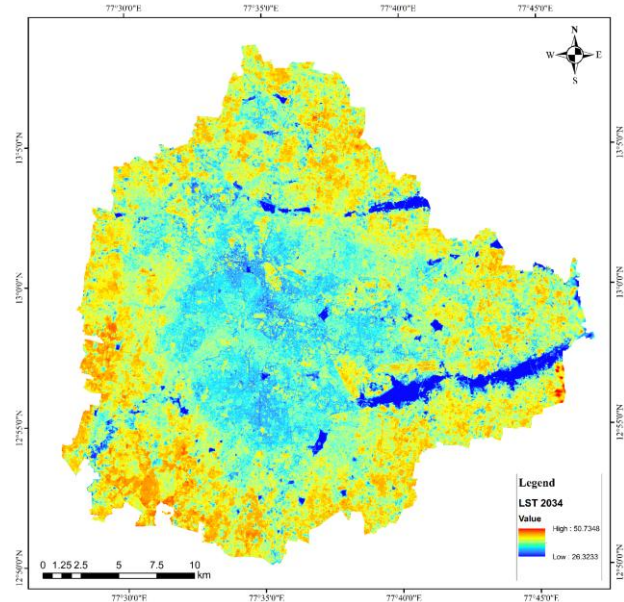 77°30'0"E 77°35'0"E 77°40'0"E 77°45'0"E
N
W E
S
13°5'0"N 13°5'0"N
13°0'0"N 13°0'0"N
12°55'0"N 12°55'0"N
12°50'0"N 12°50'0"N
Legend
LST 2034
Value
High : 50.7348
Low : 26.3233
0 1.25 2.5 5 7.5 10
km
77°30'0"E 77°35'0"E 77°40'0"E 77°45'0"E